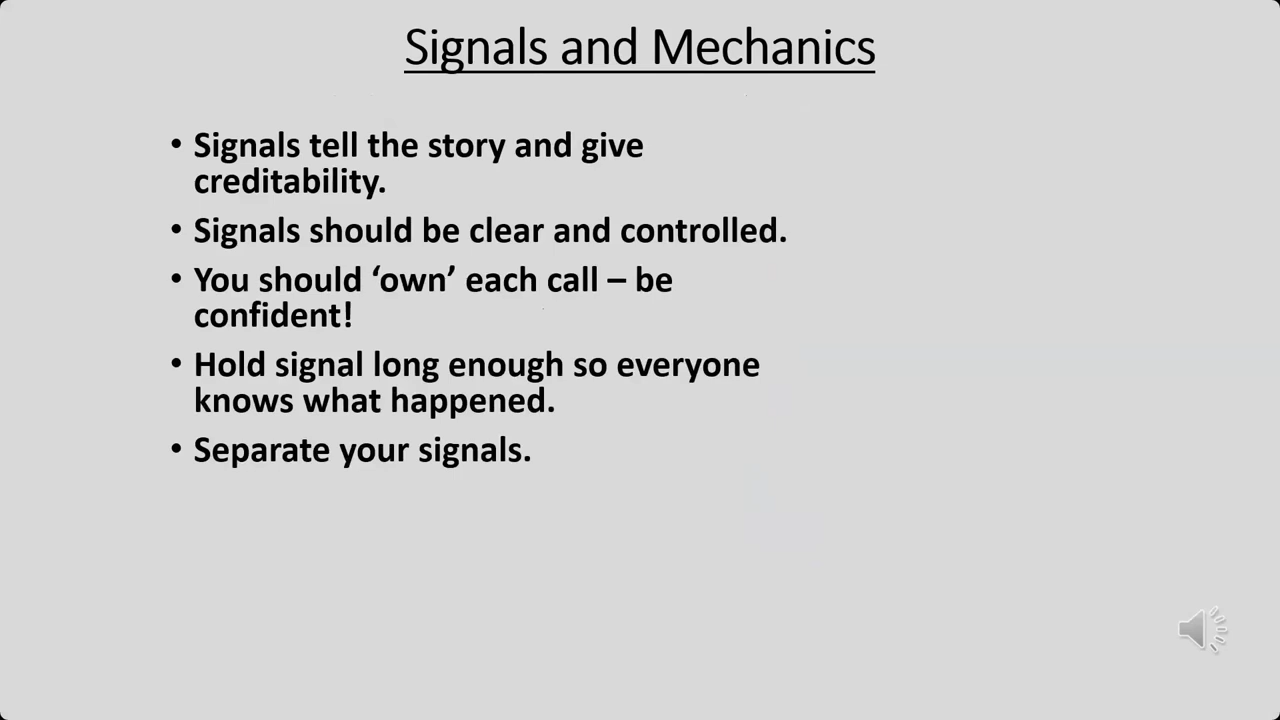 Signals and Mechanics
• Signals tell the story and give
creditability.
• Signals should be clear and controlled.
• You should ‘own’ each call – be
confident!
• Hold signal long enough so everyone
knows what happened.
• Separate your signals.